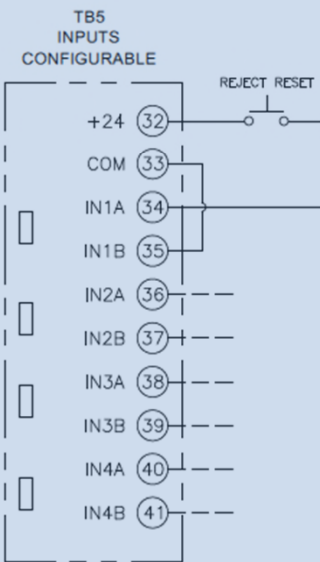 TB5
INPUTS
CONFIGURABLE
REJECT RESET
+24 32
COM 33
IN1A 34
IN1B 35
IN2A 36
IN2B 37
IN3A 38
IN3B 39
IN4A 40
IN4B 41